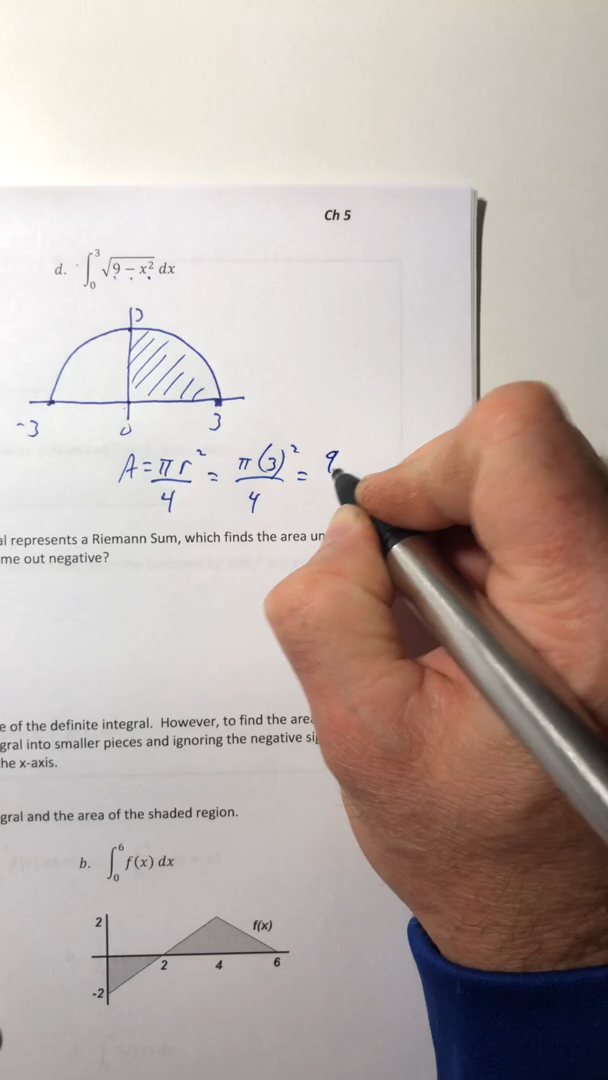 Ch 5
d. ∫₀³ √(9 − x²) dx
3
-3 0 3
A = πr²/4 = π(3)²/4 = 9
al represents a Riemann Sum, which finds the area un
me out negative?
e of the definite integral. However, to find the area
gral into smaller pieces and ignoring the negative sig
he x-axis.
gral and the area of the shaded region.
b. ∫₀⁶ f(x) dx
2 f(x)
2 4 6
-2